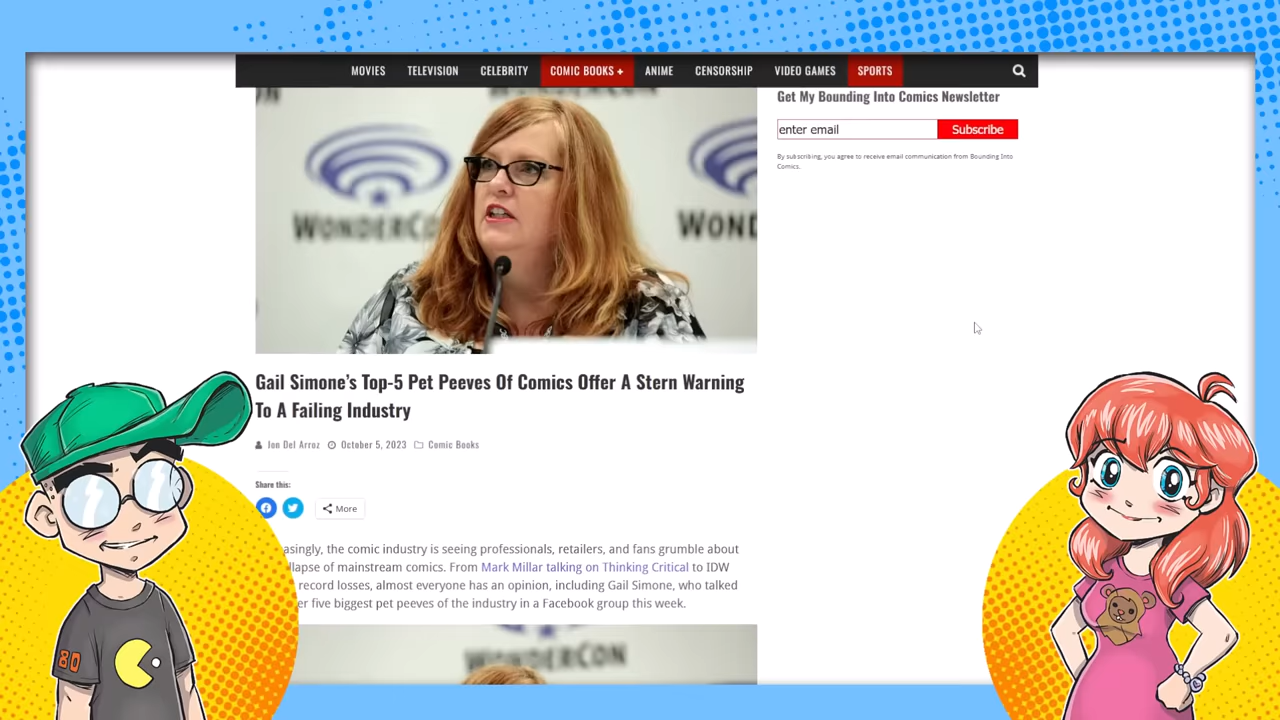 MOVIES TELEVISION CELEBRITY COMIC BOOKS + ANIME CENSORSHIP VIDEO GAMES SPORTS
WONDERCO
WON
Get My Bounding Into Comics Newsletter
enter email Subscribe
By subscribing, you agree to receive email communication from Bounding Into
Comics.
Gail Simone's Top-5 Pet Peeves Of Comics Offer A Stern Warning
To A Failing Industry
Jon Del Arroz October 5, 2023 Comic Books
Share this:
More
asingly, the comic industry is seeing professionals, retailers, and fans grumble about
llapse of mainstream comics. From Mark Millar talking on Thinking Critical to IDW
record losses, almost everyone has an opinion, including Gail Simone, who talked
er five biggest pet peeves of the industry in a Facebook group this week.
WONDERCON
80